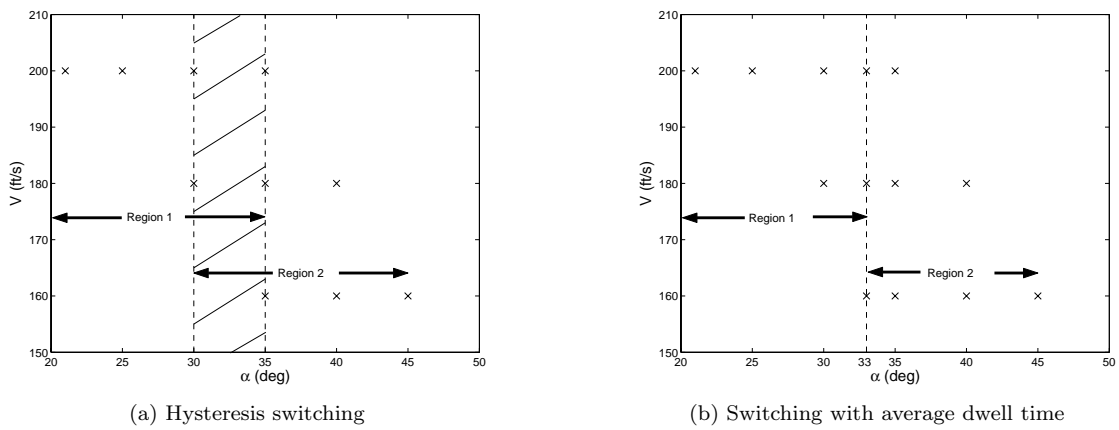 210
200
190
180
170
160
150
V (ft/s)
Region 1
Region 2
20 25 30 35 40 45 50
α (deg)
(a) Hysteresis switching
210
200
190
180
170
160
150
V (ft/s)
Region 1
Region 2
20 25 30 33 35 40 45 50
α (deg)
(b) Switching with average dwell time